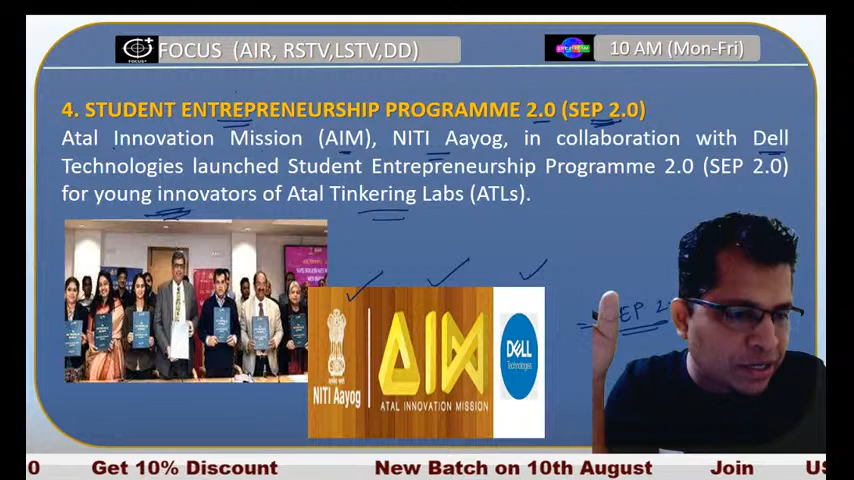 FOCUS (AIR, RSTV,LSTV,DD)
10 AM (Mon-Fri)
4. STUDENT ENTREPRENEURSHIP PROGRAMME 2.0 (SEP 2.0)
Atal Innovation Mission (AIM), NITI Aayog, in collaboration with Dell
Technologies launched Student Entrepreneurship Programme 2.0 (SEP 2.0)
for young innovators of Atal Tinkering Labs (ATLs).
SEP 2.
NITI Aayog
AIM
ATAL INNOVATION MISSION
DELL
Technologies
0 Get 10% Discount New Batch on 10th August Join US